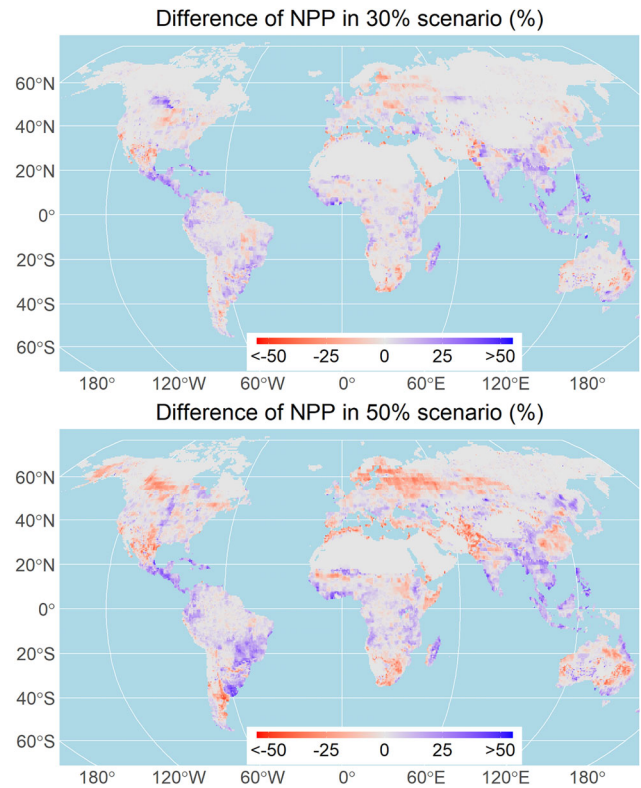 Difference of NPP in 30% scenario (%)
60°N
40°N
20°N
0°
20°S
40°S
60°S
<-50 -25 0 25 >50
180° 120°W 60°W 0° 60°E 120°E 180°
Difference of NPP in 50% scenario (%)
60°N
40°N
20°N
0°
20°S
40°S
60°S
<-50 -25 0 25 >50
180° 120°W 60°W 0° 60°E 120°E 180°